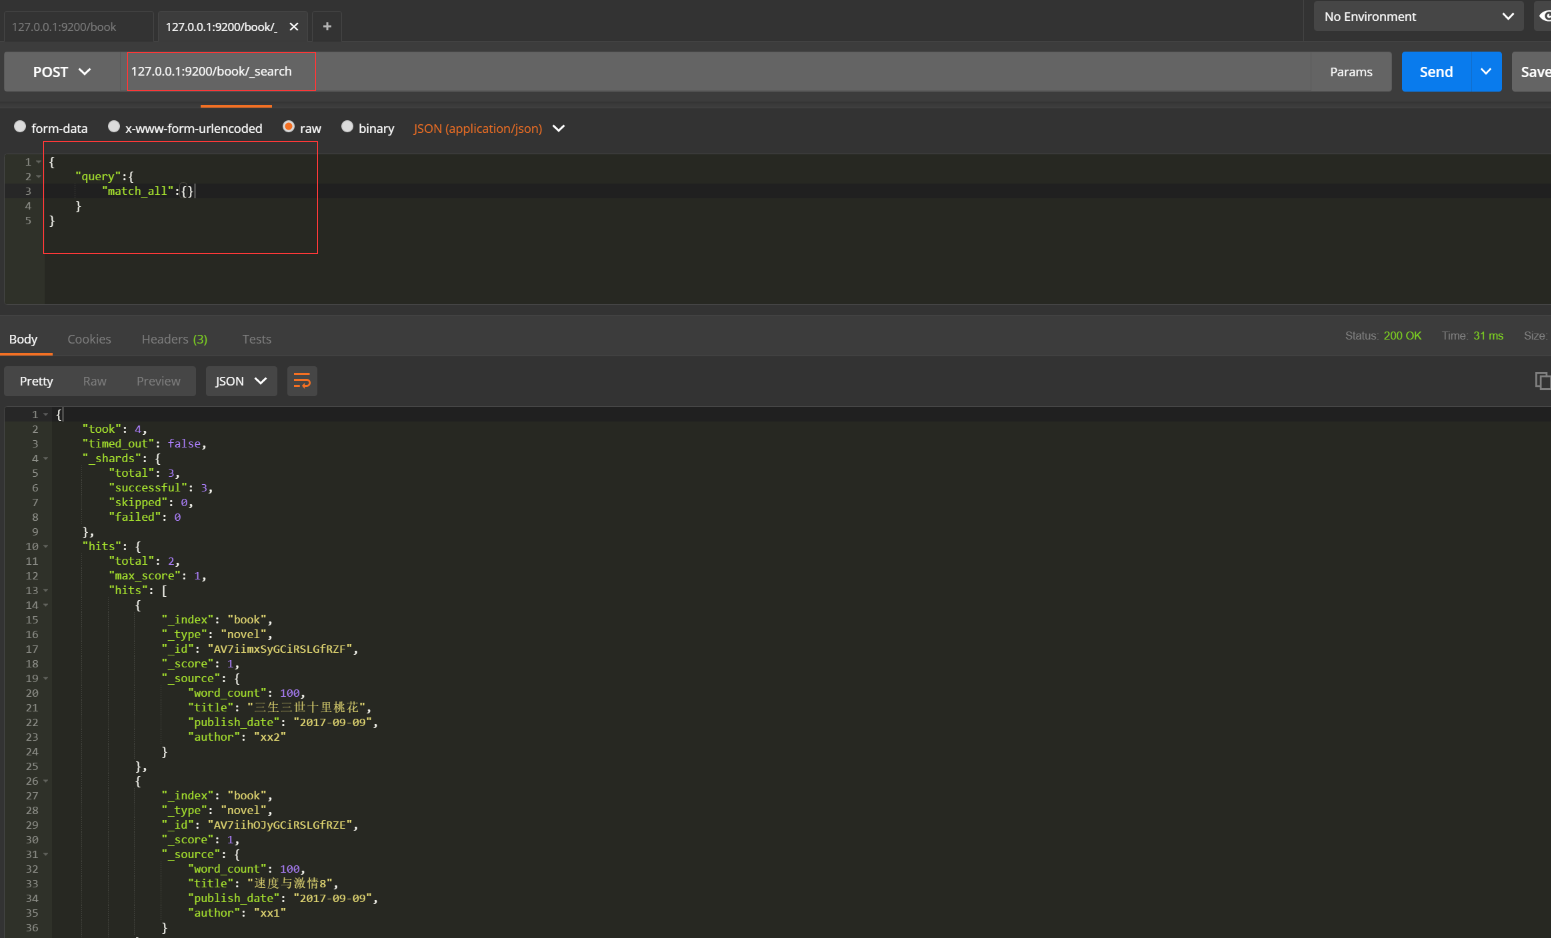 127.0.0.1:9200/book
127.0.0.1:9200/book/_
No Environment
POST
127.0.0.1:9200/book/_search
Params
Send
Save
form-data
x-www-form-urlencoded
raw
binary
JSON (application/json)
1 {
2 "query":{
3 "match_all":{}
4 }
5 }
Body
Cookies
Headers (3)
Tests
Status: 200 OK
Time: 31 ms
Size:
Pretty
Raw
Preview
JSON
1 {
2 "took": 4,
3 "timed_out": false,
4 "_shards": {
5 "total": 3,
6 "successful": 3,
7 "skipped": 0,
8 "failed": 0
9 },
10 "hits": {
11 "total": 2,
12 "max_score": 1,
13 "hits": [
14 {
15 "_index": "book",
16 "_type": "novel",
17 "_id": "AV7iimxSyGCiRSLGfRZF",
18 "_score": 1,
19 "_source": {
20 "word_count": 100,
21 "title": "三生三世十里桃花",
22 "publish_date": "2017-09-09",
23 "author": "xx2"
24 }
25 },
26 {
27 "_index": "book",
28 "_type": "novel",
29 "_id": "AV7iihOJyGCiRSLGfRZE",
30 "_score": 1,
31 "_source": {
32 "word_count": 100,
33 "title": "速度与激情8",
34 "publish_date": "2017-09-09",
35 "author": "xx1"
36 }